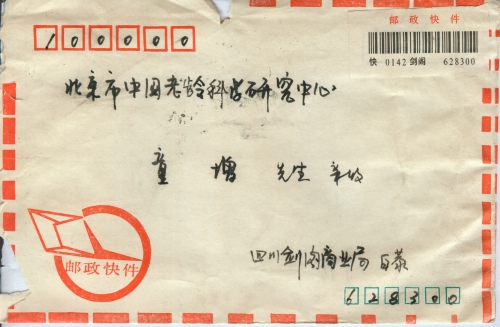 邮政快件
100000
快 0142 剑阁 628300
北京市中国老龄科学研究中心
童增 先生 亲收
邮政快件
四川剑阁商业局 白蓁
628300